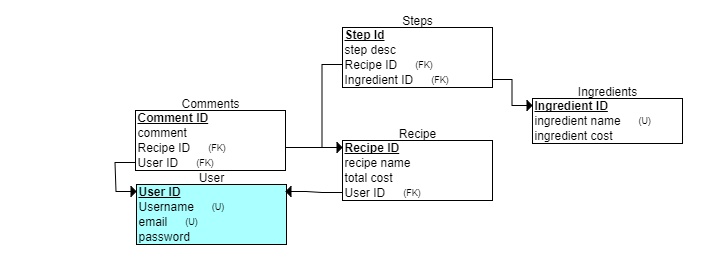 Steps
Step Id
step desc
Recipe ID (FK)
Ingredient ID (FK)
Ingredients
Ingredient ID
ingredient name (U)
ingredient cost
Comments
Comment ID
comment
Recipe ID (FK)
User ID (FK)
Recipe
Recipe ID
recipe name
total cost
User ID (FK)
User
User ID
Username (U)
email (U)
password